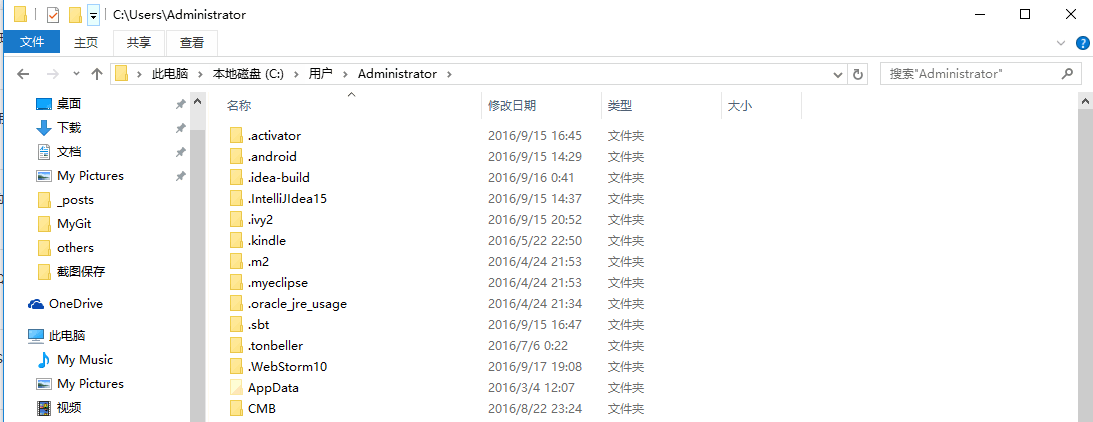 C:\Users\Administrator
文件 主页 共享 查看
此电脑 本地磁盘 (C:) 用户 Administrator
搜索"Administrator"
桌面
下载
文档
My Pictures
_posts
MyGit
others
截图保存
OneDrive
此电脑
My Music
My Pictures
视频
名称 修改日期 类型 大小
.activator 2016/9/15 16:45 文件夹
.android 2016/9/15 14:29 文件夹
.idea-build 2016/9/16 0:41 文件夹
.IntelliJIdea15 2016/9/15 14:37 文件夹
.ivy2 2016/9/15 20:52 文件夹
.kindle 2016/5/22 22:50 文件夹
.m2 2016/4/24 21:53 文件夹
.myeclipse 2016/4/24 21:53 文件夹
.oracle_jre_usage 2016/4/24 21:34 文件夹
.sbt 2016/9/15 16:47 文件夹
.tonbeller 2016/7/6 0:22 文件夹
.WebStorm10 2016/9/17 19:08 文件夹
AppData 2016/3/4 12:07 文件夹
CMB 2016/8/22 23:24 文件夹